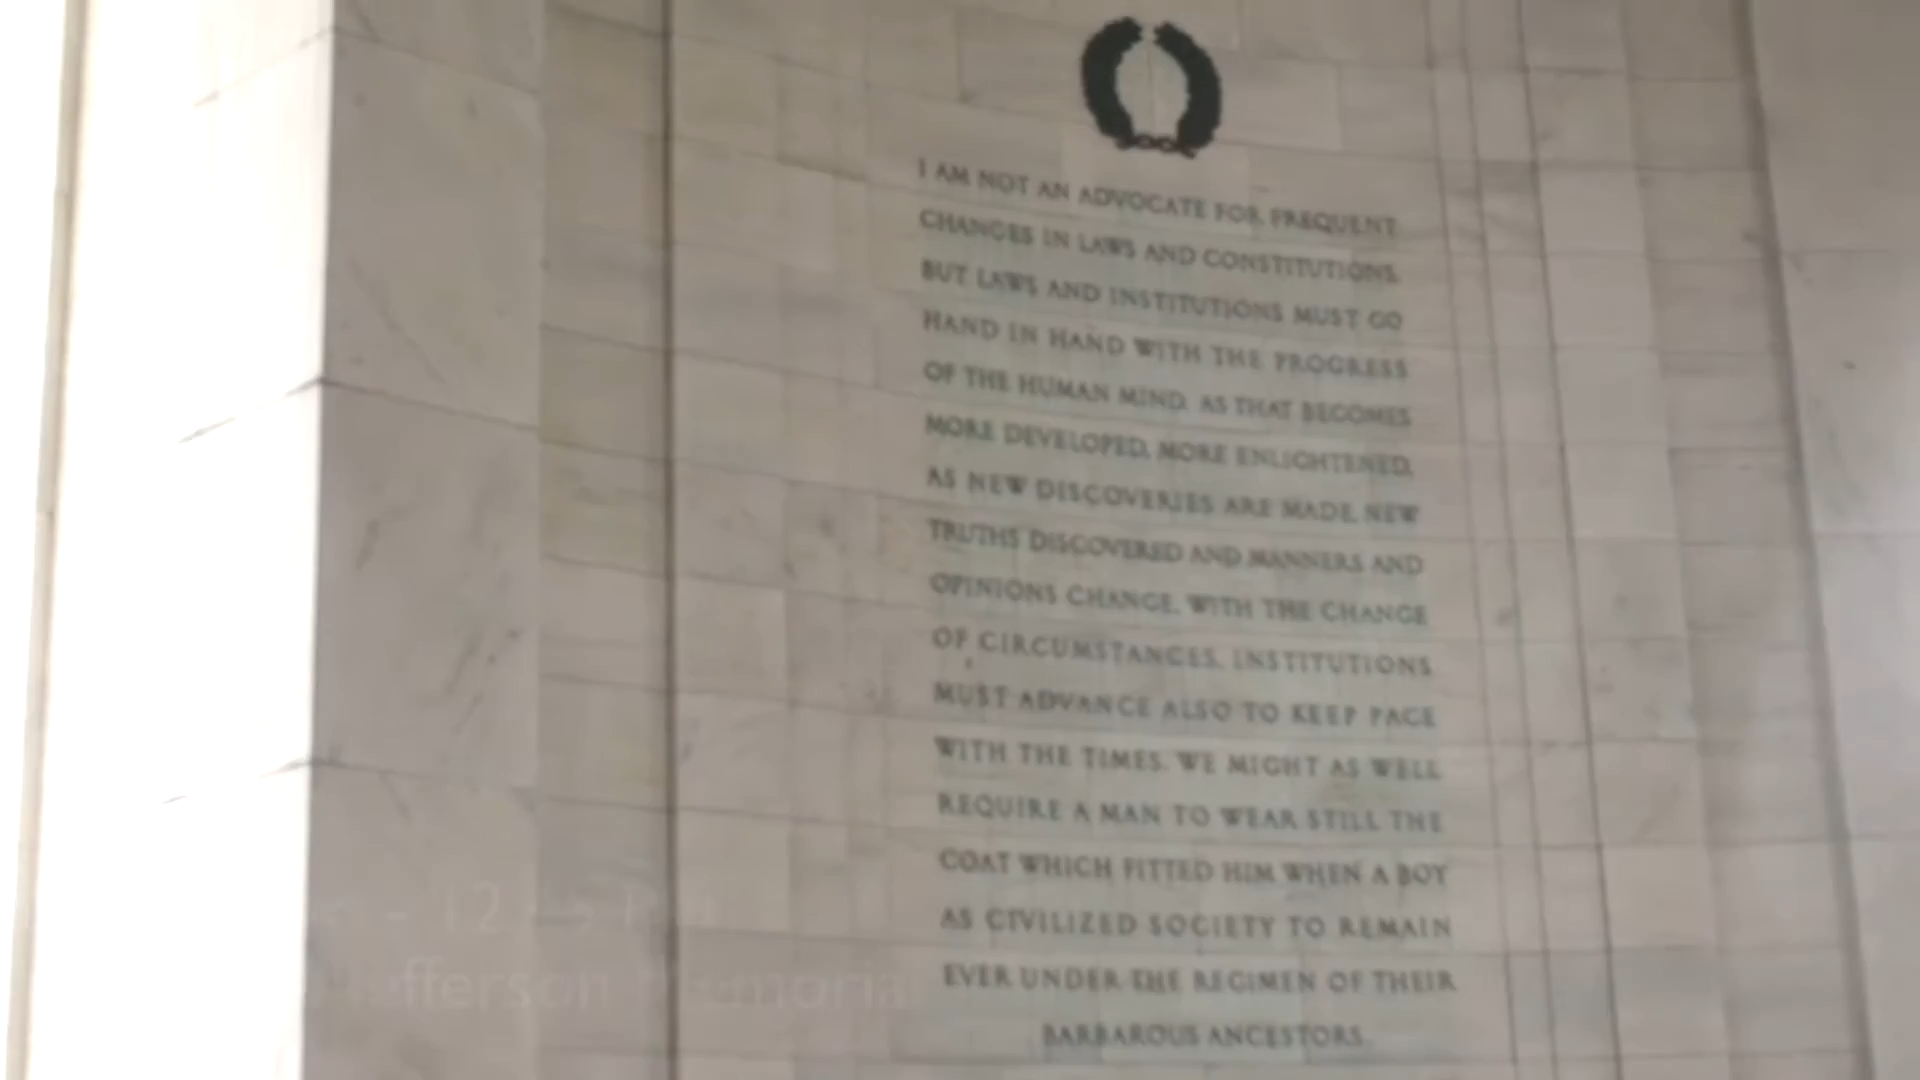 I AM NOT AN ADVOCATE FOR FREQUENT
CHANGES IN LAWS AND CONSTITUTIONS.
BUT LAWS AND INSTITUTIONS MUST GO
HAND IN HAND WITH THE PROGRESS
OF THE HUMAN MIND. AS THAT BECOMES
MORE DEVELOPED, MORE ENLIGHTENED,
AS NEW DISCOVERIES ARE MADE, NEW
TRUTHS DISCOVERED AND MANNERS AND
OPINIONS CHANGE, WITH THE CHANGE
OF CIRCUMSTANCES, INSTITUTIONS
MUST ADVANCE ALSO TO KEEP PACE
WITH THE TIMES. WE MIGHT AS WELL
REQUIRE A MAN TO WEAR STILL THE
COAT WHICH FITTED HIM WHEN A BOY
AS CIVILIZED SOCIETY TO REMAIN
EVER UNDER THE REGIMEN OF THEIR
BARBAROUS ANCESTORS.